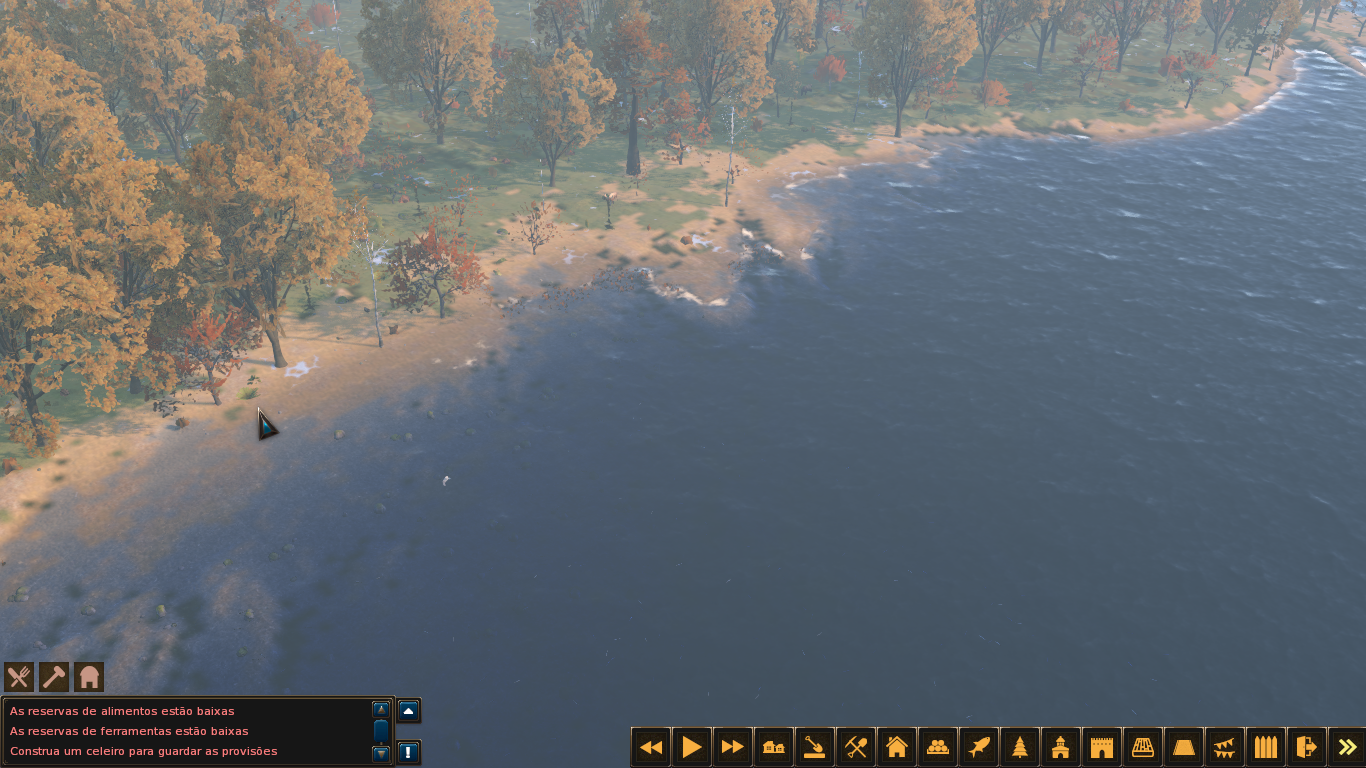 As reservas de alimentos estão baixas
As reservas de ferramentas estão baixas
Construa um celeiro para guardar as provisões